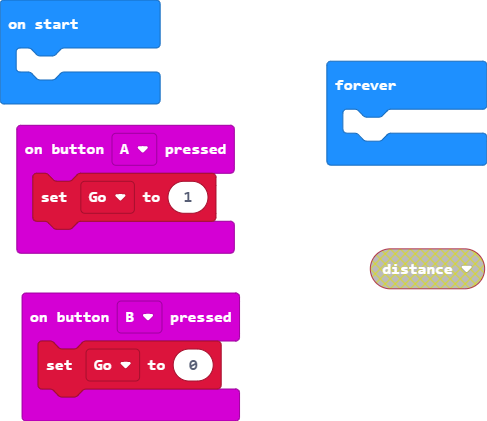 on start
forever
on button A pressed
set Go to 1
distance
on button B pressed
set Go to 0